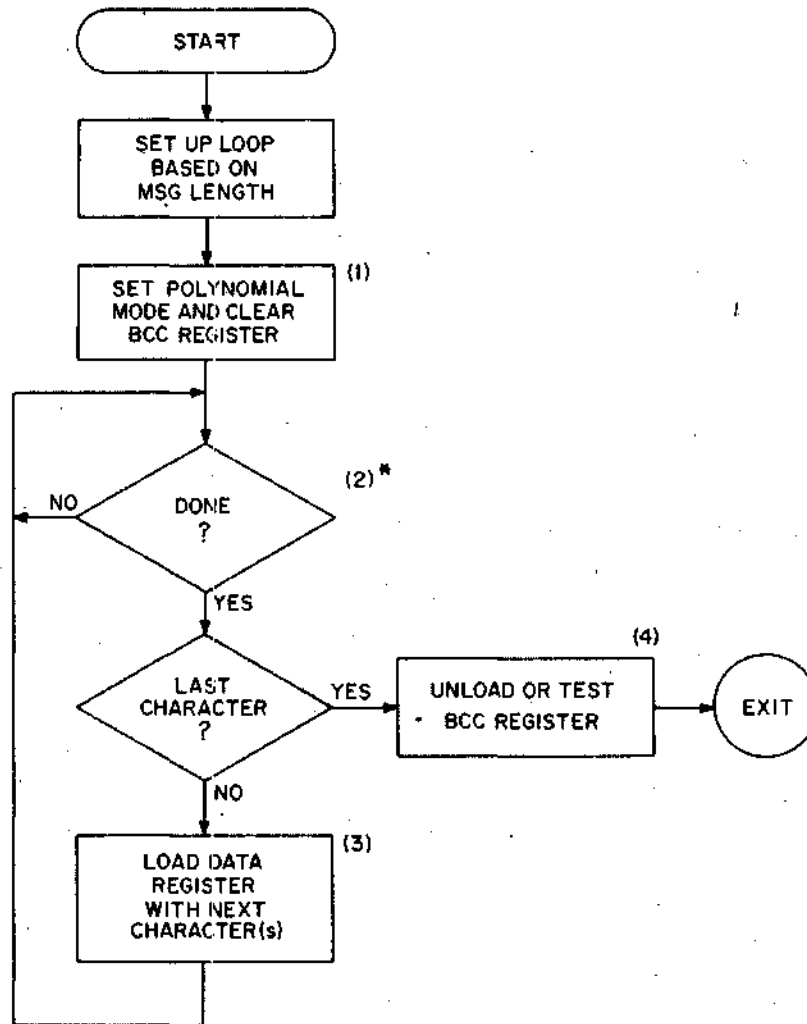 START
SET UP LOOP
BASED ON
MSG LENGTH
(1)
SET POLYNOMIAL
MODE AND CLEAR
BCC REGISTER
(2)*
NO
DONE
?
YES
(4)
LAST
CHARACTER
?
YES
UNLOAD OR TEST
BCC REGISTER
EXIT
NO
(3)
LOAD DATA
REGISTER
WITH NEXT
CHARACTER(s)